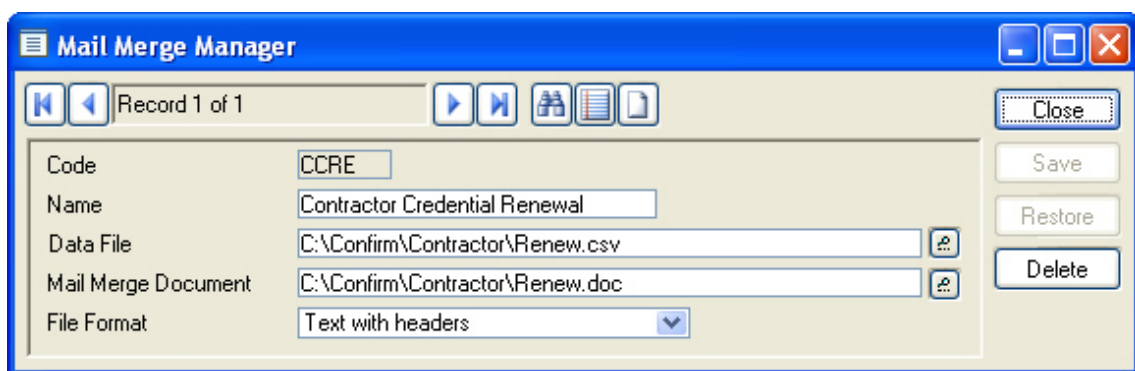 Mail Merge Manager
Record 1 of 1
Close
Code CCRE
Save
Name Contractor Credential Renewal
Restore
Data File C:\Confirm\Contractor\Renew.csv
Delete
Mail Merge Document C:\Confirm\Contractor\Renew.doc
File Format Text with headers